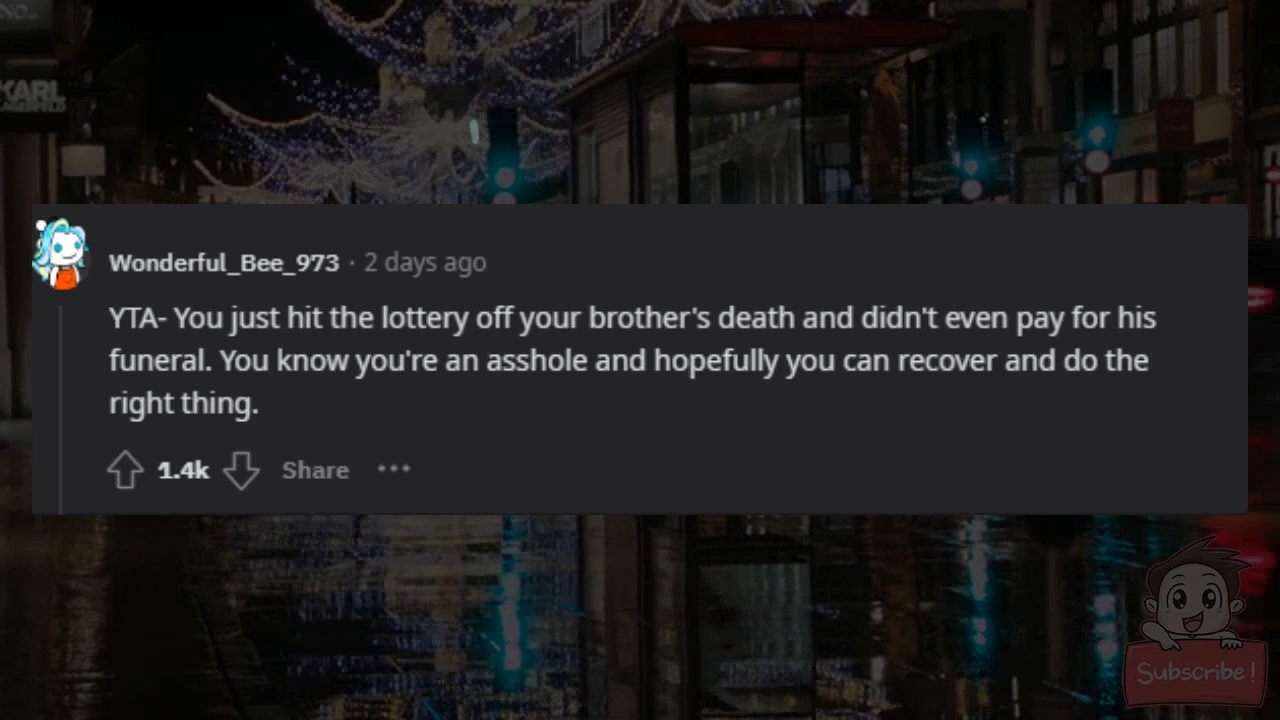 NO..
KARL
LAGERFELD
Wonderful_Bee_973 · 2 days ago
YTA- You just hit the lottery off your brother's death and didn't even pay for his
funeral. You know you're an asshole and hopefully you can recover and do the
right thing.
1.4k Share ···
Subscribe!